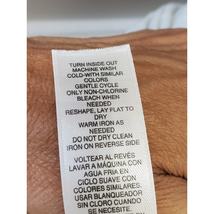 TURN INSIDE OUT
MACHINE WASH
COLD-WITH SIMILAR
COLORS
GENTLE CYCLE
ONLY NON-CHLORINE
BLEACH WHEN
NEEDED
RESHAPE, LAY FLAT TO
DRY
WARM IRON AS
NEEDED
DO NOT DRY CLEAN
IRON ON REVERSE SIDE
VOLTEAR AL REVÉS
LAVAR A MÁQUINA CON
AGUA FRIA EN
CICLO SUAVE CON
COLORES SIMILARES.
USAR BLANQUEADOR
SIN CLORO CUANDO
SE NECESITE.